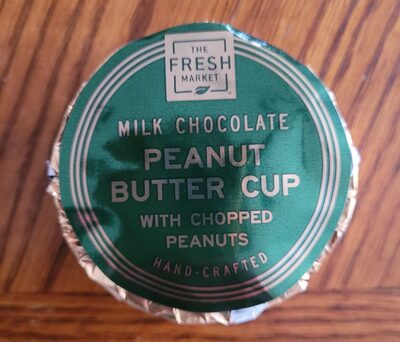 THE
FRESH
MARKET
MILK CHOCOLATE
PEANUT
BUTTER CUP
WITH CHOPPED
PEANUTS
HAND-CRAFTED